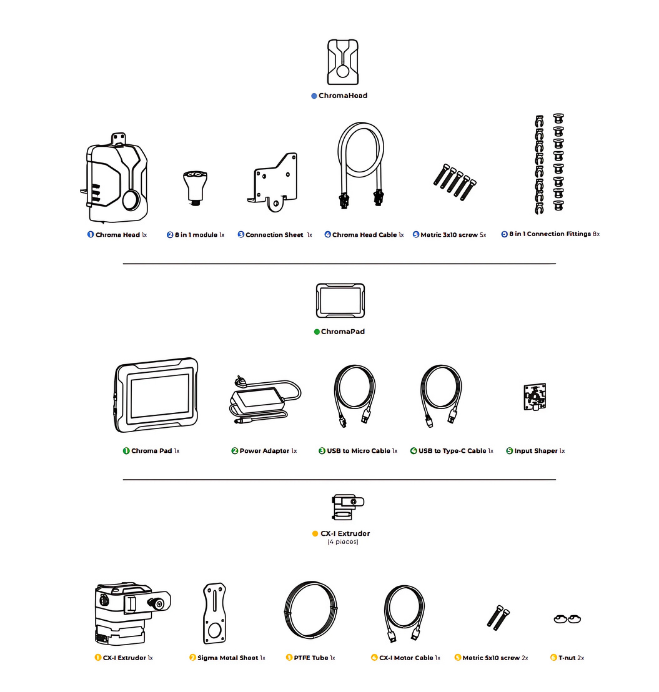 ChromaHead
1 Chroma Head 1x
2 8 in 1 module 1x
3 Connection Sheet 1x
4 Chroma Head Cable 1x
5 Metric 3x10 screw 5x
8 in 1 Connection Fittings 8x
ChromaPad
1 Chroma Pad 1x
2 Power Adapter 1x
3 USB to Micro Cable 1x
4 USB to Type-C Cable 1x
5 Input Shaper 1x
CX-I Extruder
(4 pieces)
1 CX-I Extruder 1x
2 Sigma Metal Sheet 1x
3 PTFE Tube 1x
4 CX-I Motor Cable 1x
5 Metric 5x10 screw 2x
6 T-nut 2x